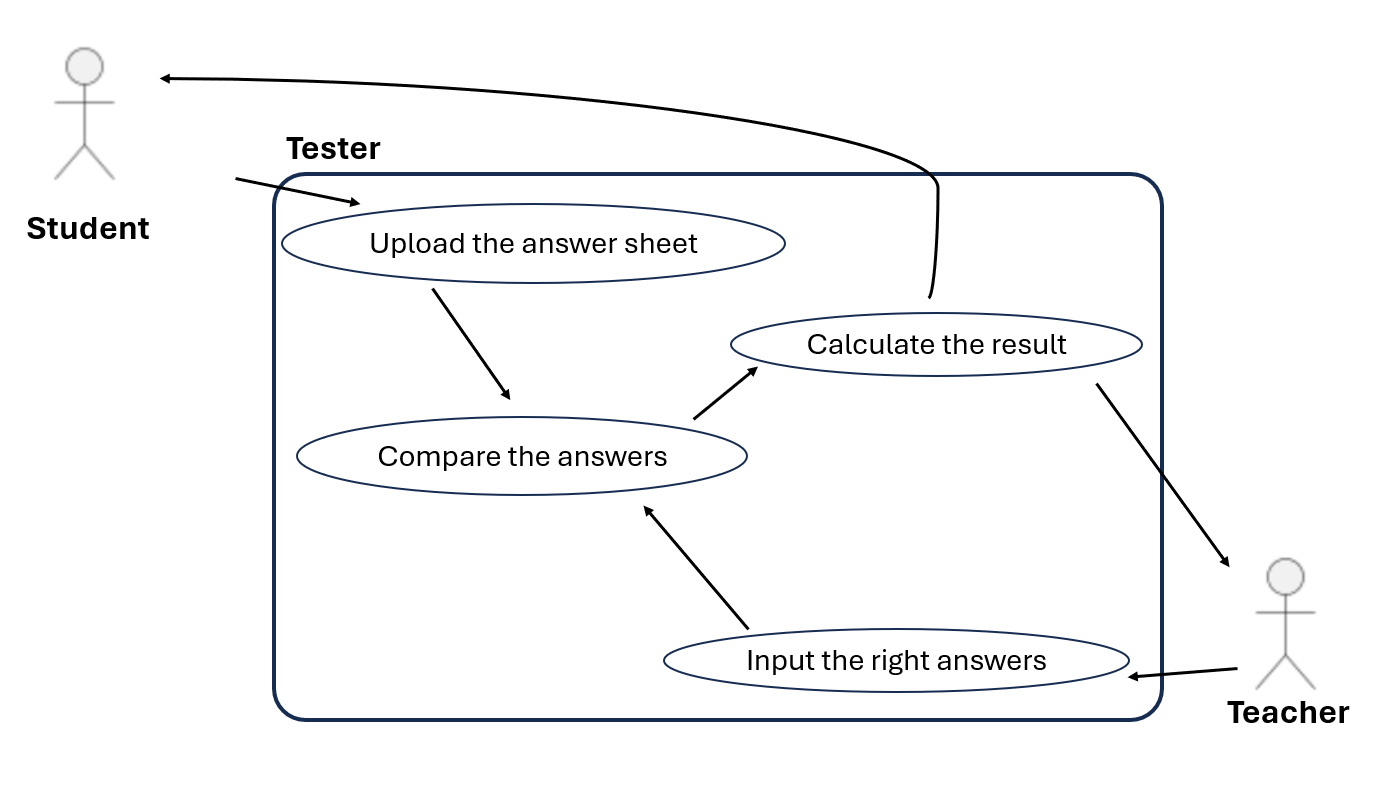 Tester
Student
Upload the answer sheet
Calculate the result
Compare the answers
Input the right answers
Teacher